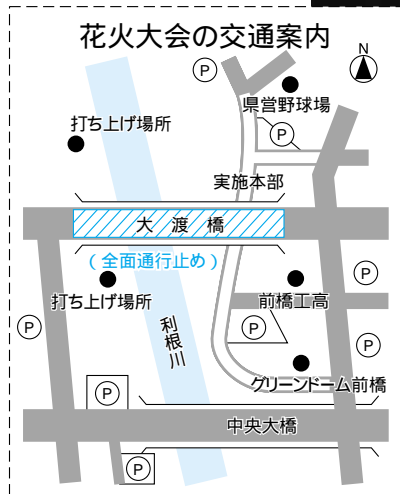 花火大会の交通案内
N
P
県営野球場
打ち上げ場所
P
実施本部
大渡橋
(全面通行止め)
P
打ち上げ場所
前橋工高
利根川
P
P
P
グリーンドーム前橋
P
中央大橋
P